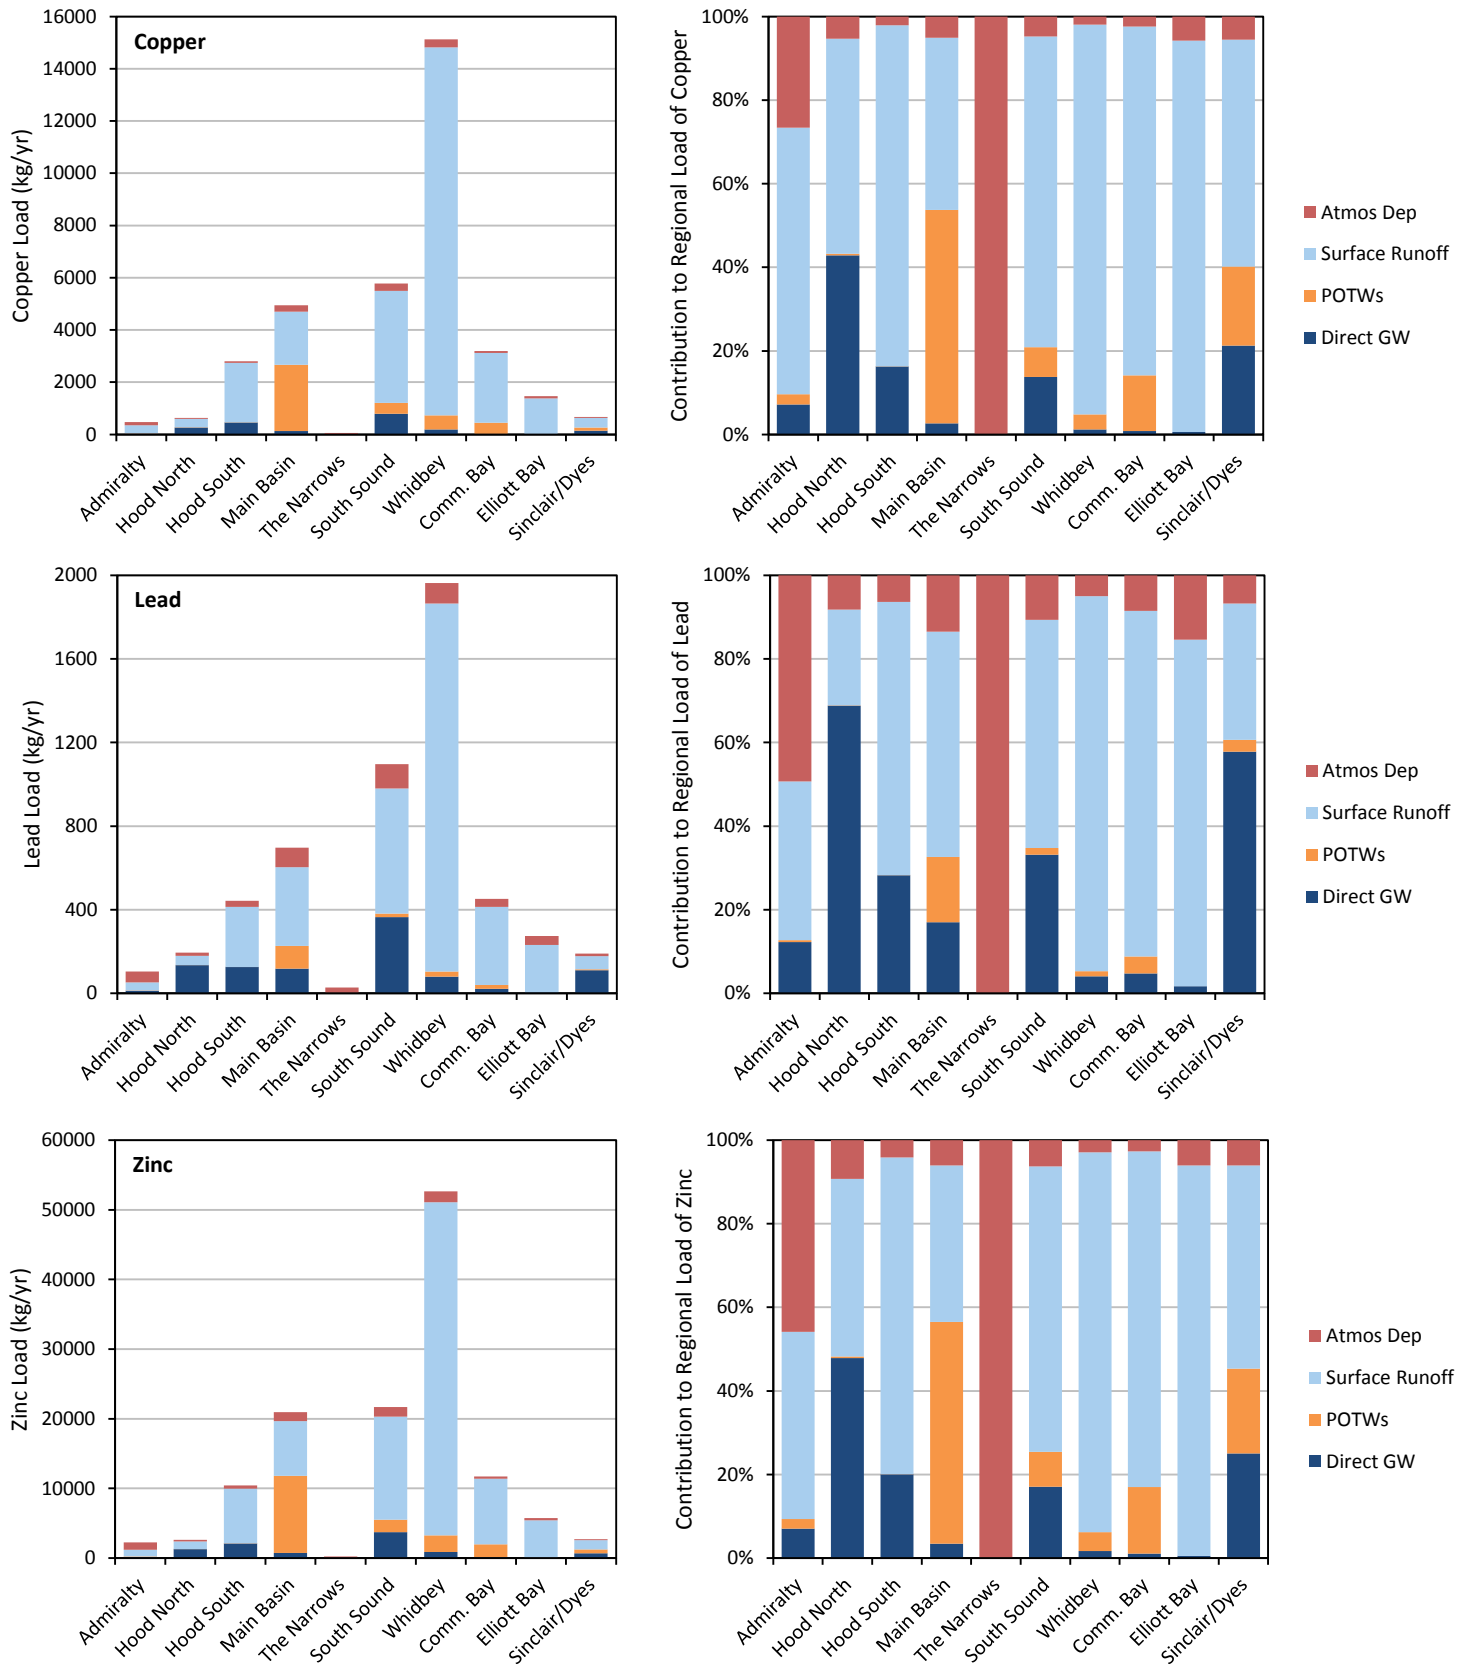 Copper
Copper Load (kg/yr)
16000
14000
12000
10000
8000
6000
4000
2000
0
Admiralty
Hood North
Hood South
Main Basin
The Narrows
South Sound
Whidbey
Comm. Bay
Elliott Bay
Sinclair/Dyes
Contribution to Regional Load of Copper
100%
80%
60%
40%
20%
0%
Admiralty
Hood North
Hood South
Main Basin
The Narrows
South Sound
Whidbey
Comm. Bay
Elliott Bay
Sinclair/Dyes
Atmos Dep
Surface Runoff
POTWs
Direct GW
Lead
Lead Load (kg/yr)
2000
1600
1200
800
400
0
Admiralty
Hood North
Hood South
Main Basin
The Narrows
South Sound
Whidbey
Comm. Bay
Elliott Bay
Sinclair/Dyes
Contribution to Regional Load of Lead
100%
80%
60%
40%
20%
0%
Admiralty
Hood North
Hood South
Main Basin
The Narrows
South Sound
Whidbey
Comm. Bay
Elliott Bay
Sinclair/Dyes
Atmos Dep
Surface Runoff
POTWs
Direct GW
Zinc
Zinc Load (kg/yr)
60000
50000
40000
30000
20000
10000
0
Admiralty
Hood North
Hood South
Main Basin
The Narrows
South Sound
Whidbey
Comm. Bay
Elliott Bay
Sinclair/Dyes
Contribution to Regional Load of Zinc
100%
80%
60%
40%
20%
0%
Admiralty
Hood North
Hood South
Main Basin
The Narrows
South Sound
Whidbey
Comm. Bay
Elliott Bay
Sinclair/Dyes
Atmos Dep
Surface Runoff
POTWs
Direct GW